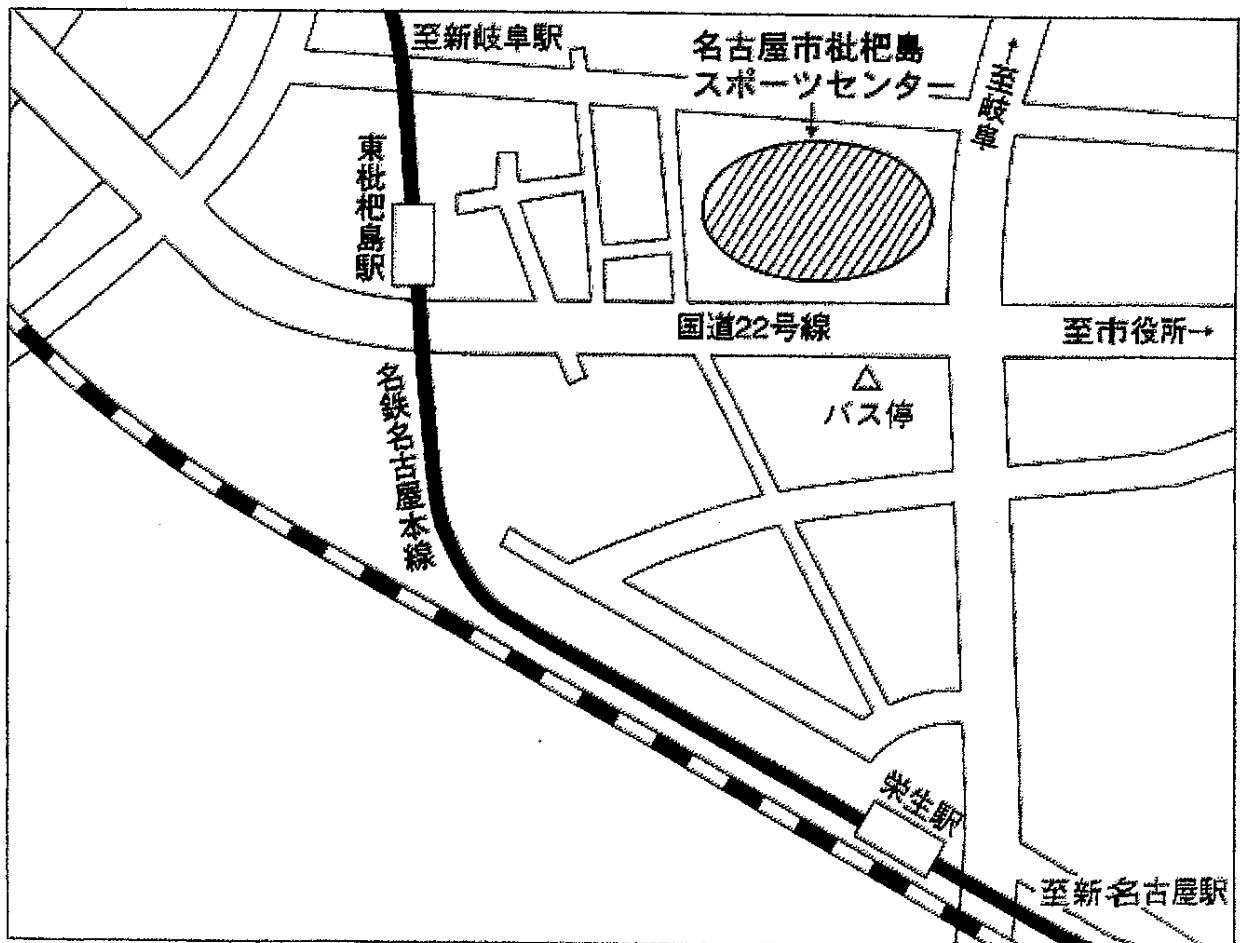 至新岐阜駅
名古屋市枇杷島
スポーツセンター
至岐阜
東枇杷島駅
国道22号線
至市役所→
バス停
名鉄名古屋本線
栄生駅
至新名古屋駅